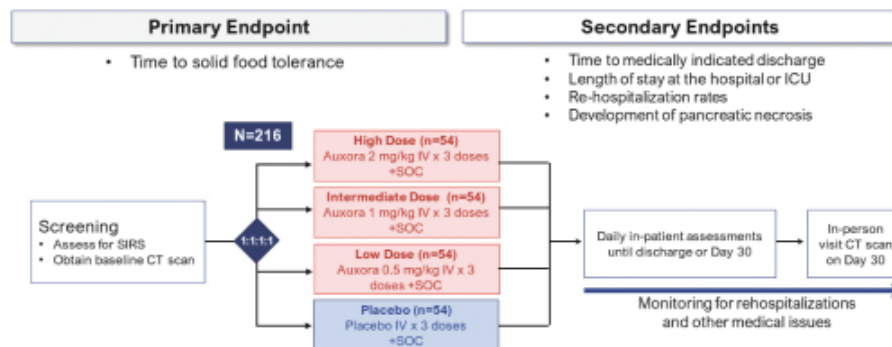 Primary Endpoint
• Time to solid food tolerance
Secondary Endpoints
• Time to medically indicated discharge
• Length of stay at the hospital or ICU
• Re-hospitalization rates
• Development of pancreatic necrosis
N=216
Screening
• Assess for SIRS
• Obtain baseline CT scan
1:1:1:1
High Dose (n=54)
Auxora 2 mg/kg IV x 3 doses
+SOC
Intermediate Dose (n=54)
Auxora 1 mg/kg IV x 3 doses
+SOC
Low Dose (n=54)
Auxora 0.5 mg/kg IV x 3
doses +SOC
Placebo (n=54)
Placebo IV x 3 doses
+SOC
Daily in-patient assessments
until discharge or Day 30
In-person
visit CT scan
on Day 30
Monitoring for rehospitalizations
and other medical issues